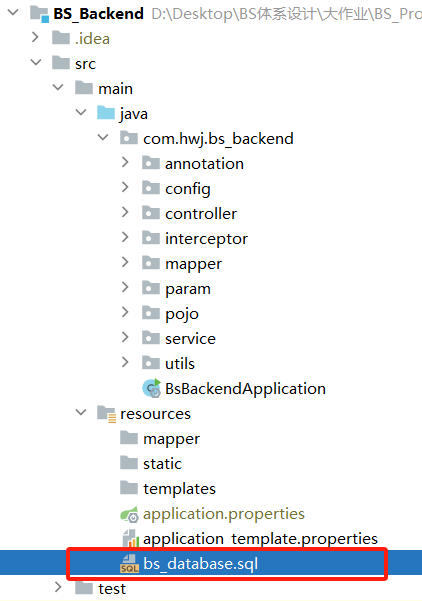 BS_Backend D:\Desktop\BS体系设计\大作业\BS_Pro
.idea
src
main
java
com.hwj.bs_backend
annotation
config
controller
interceptor
mapper
param
pojo
service
utils
BsBackendApplication
resources
mapper
static
templates
application.properties
application_template.properties
SQL bs_database.sql
test